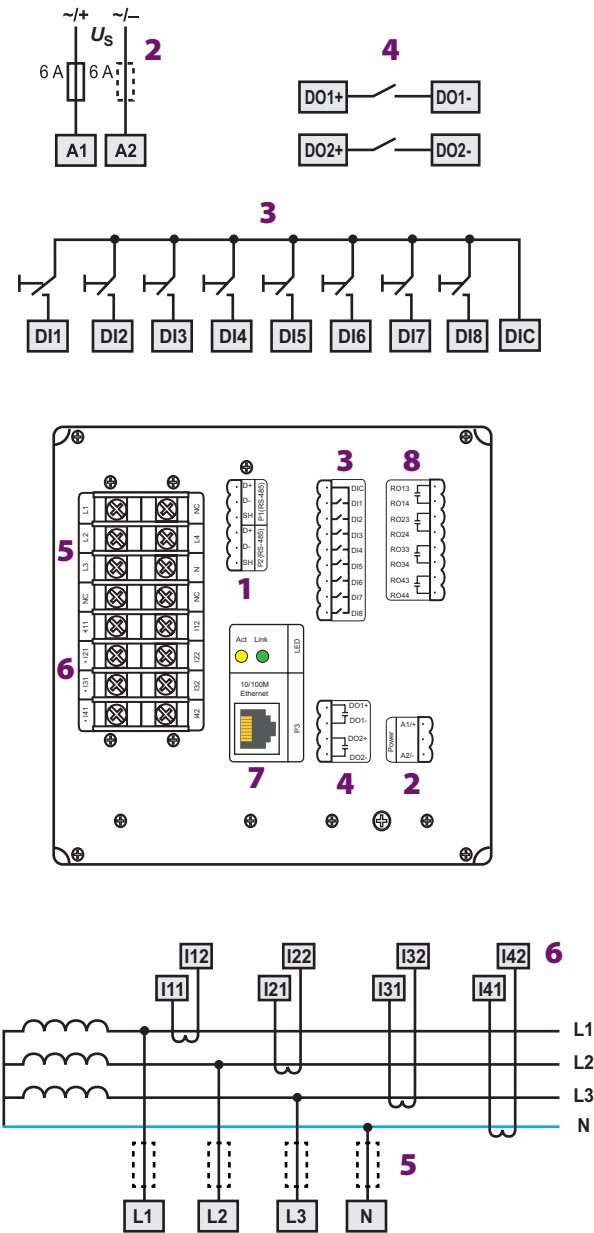 ~/+ ~/–
US
2
6 A 6 A
A1 A2
4
DO1+ DO1-
DO2+ DO2-
3
DI1 DI2 DI3 DI4 DI5 DI6 DI7 DI8 DIC
L1 NC
L2 L4
L3 N
NC NC
•I11 I12
•I21 I22
•I31 I32
•I41 I42
5
6
D+
D-
SH
P1(RS-485)
D+
D-
SH
P2(RS-485)
1
3
DIC
DI1
DI2
DI3
DI4
DI5
DI6
DI7
DI8
8
RO13
RO14
RO23
RO24
RO33
RO34
RO43
RO44
Act Link
LED
10/100M
Ethernet
P3
7
DO1+
DO1-
DO2+
DO2-
4
Power
A1/+
A2/-
2
I12 I22 I32 I42 6
I11 I21 I31 I41
L1
L2
L3
N
5
L1 L2 L3 N